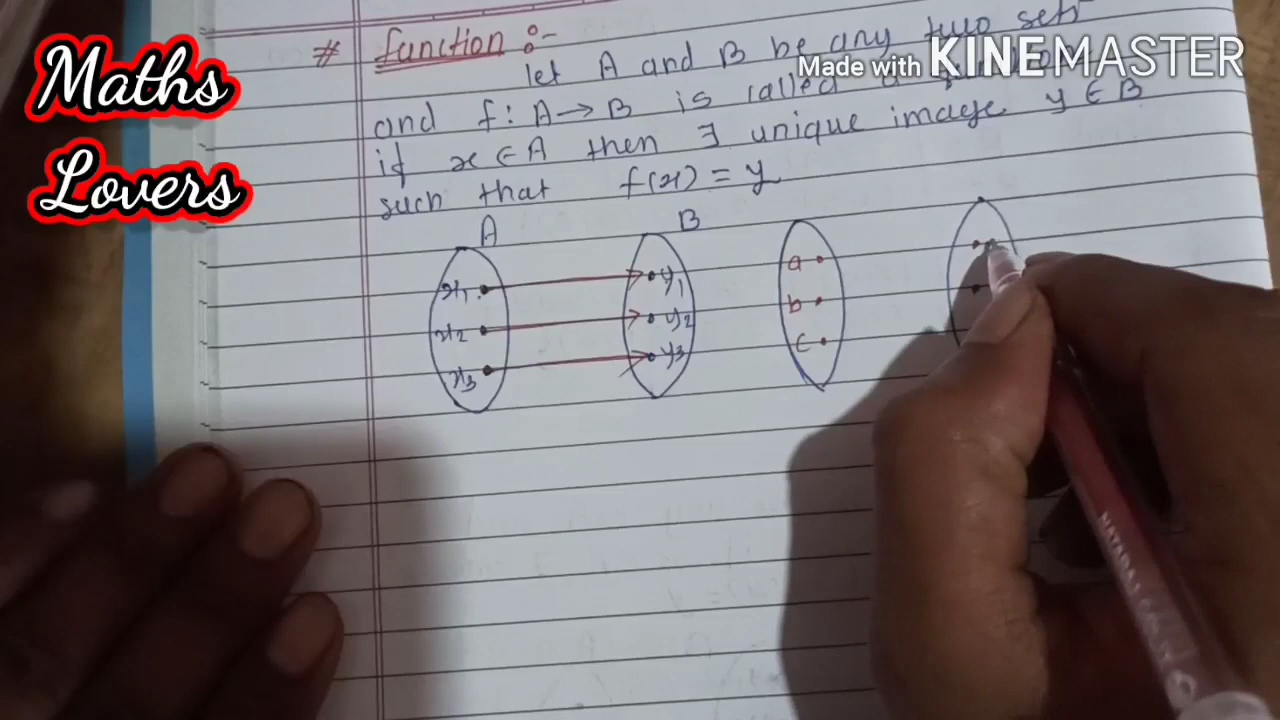 Maths
Lovers
Made with KINEMASTER
# function :-
let A and B be any two sets
and f: A → B is called a
if x ∈ A then ∃ unique image y ∈ B
such that f(x) = y
A B
x₁ y₁ a
x₂ y₂ b
x₃ y₃ c